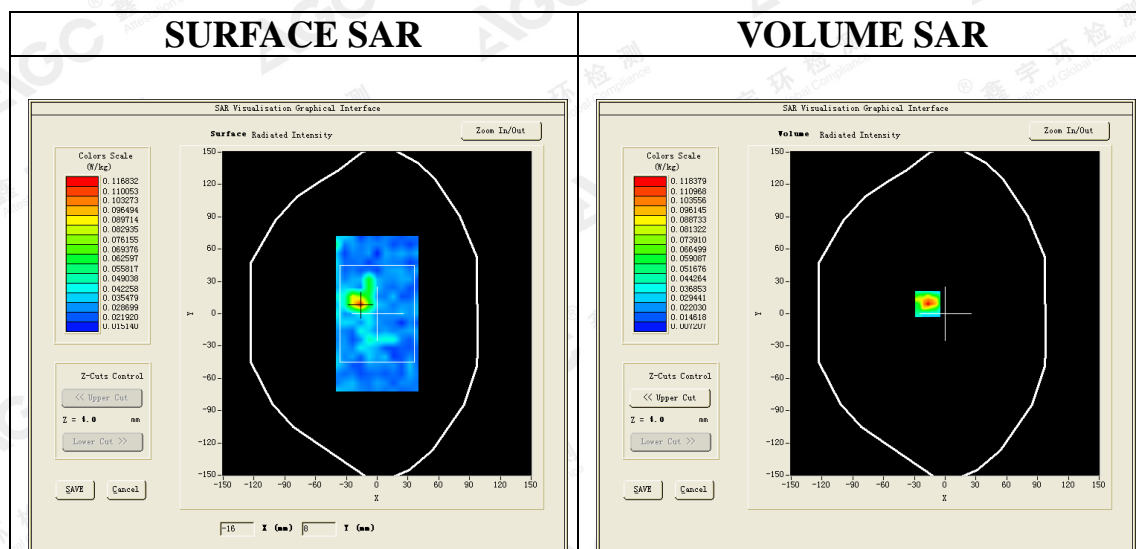 SURFACE SAR
VOLUME SAR
SAR Visualisation Graphical Interface
Surface Radiated Intensity
Zoom In/Out
Colors Scale
(W/kg)
0.116832
0.110053
0.103273
0.096494
0.089714
0.082935
0.076155
0.069376
0.062597
0.055817
0.049038
0.042258
0.035479
0.028699
0.021920
0.015140
150
120
90
60
30
0
-30
-60
-90
-120
-150
Y
-150 -120 -90 -60 -30 0 30 60 90 120 150
X
Z-Cuts Control
<< Upper Cut
Z = 4.0 mm
Lower Cut >>
SAVE
Cancel
-16 X (mm) 8 Y (mm)
SAR Visualisation Graphical Interface
Volume Radiated Intensity
Zoom In/Out
Colors Scale
(W/kg)
0.118379
0.110968
0.103556
0.096145
0.088733
0.081322
0.073910
0.066499
0.059087
0.051676
0.044264
0.036853
0.029441
0.022030
0.014618
0.007207
150
120
90
60
30
0
-30
-60
-90
-120
-150
Y
-150 -120 -90 -60 -30 0 30 60 90 120 150
X
Z-Cuts Control
<< Upper Cut
Z = 4.0 mm
Lower Cut >>
SAVE
Cancel